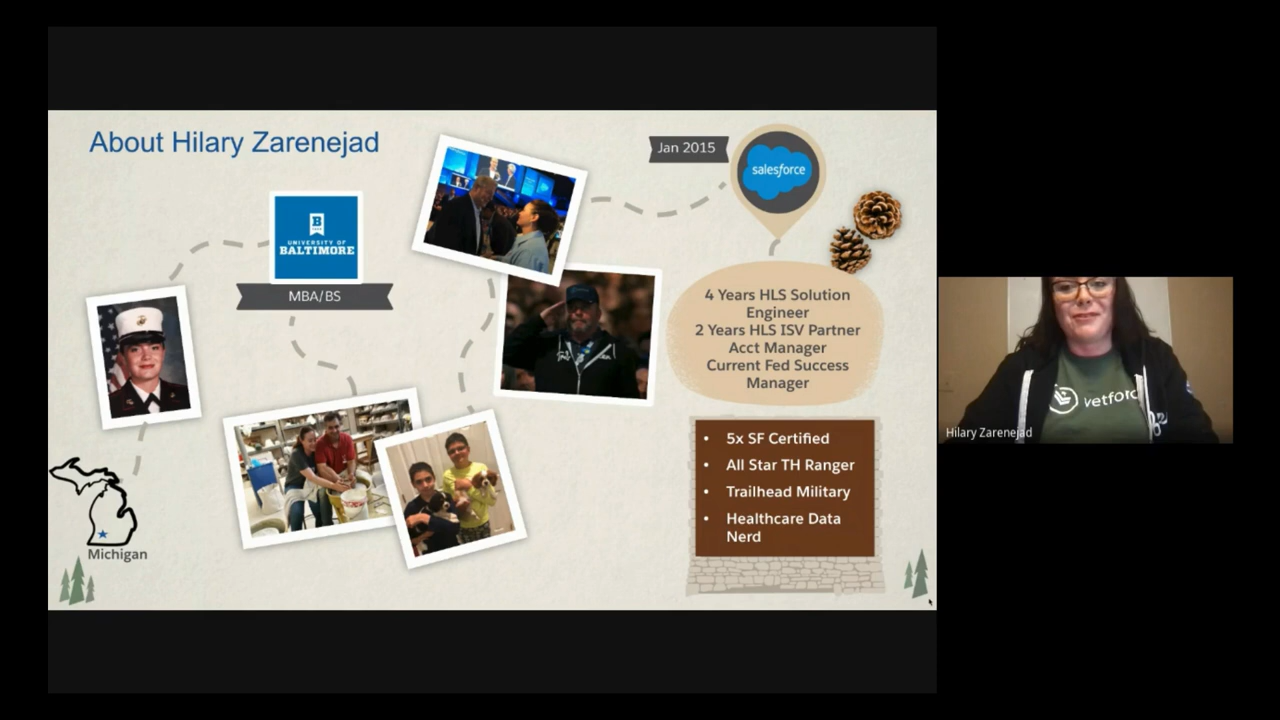 About Hilary Zarenejad
Jan 2015
salesforce
B
UNIVERSITY OF
BALTIMORE
MBA/BS
4 Years HLS Solution
Engineer
2 Years HLS ISV Partner
Acct Manager
Current Fed Success
Manager
• 5x SF Certified
• All Star TH Ranger
• Trailhead Military
• Healthcare Data
Nerd
Michigan
vetforc
Hilary Zarenejad